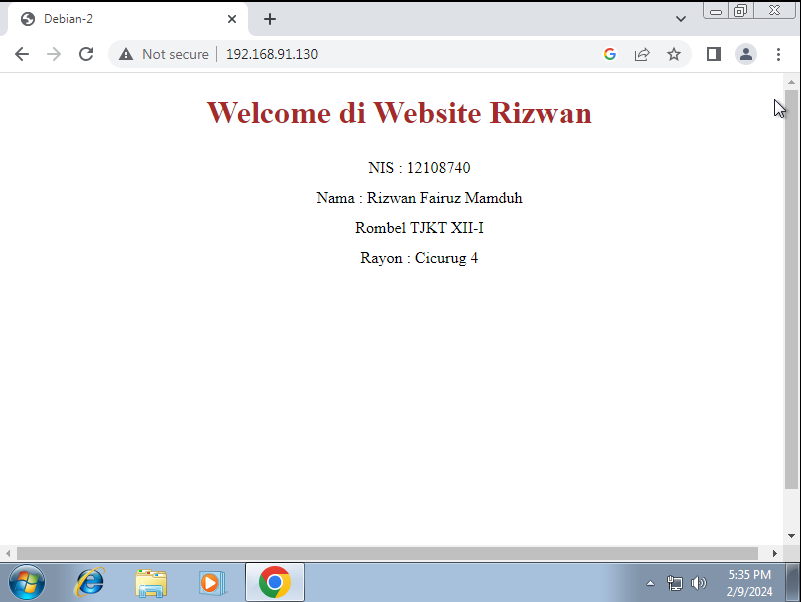 Debian-2
Not secure
192.168.91.130
Welcome di Website Rizwan
NIS : 12108740
Nama : Rizwan Fairuz Mamduh
Rombel TJKT XII-I
Rayon : Cicurug 4
5:35 PM
2/9/2024